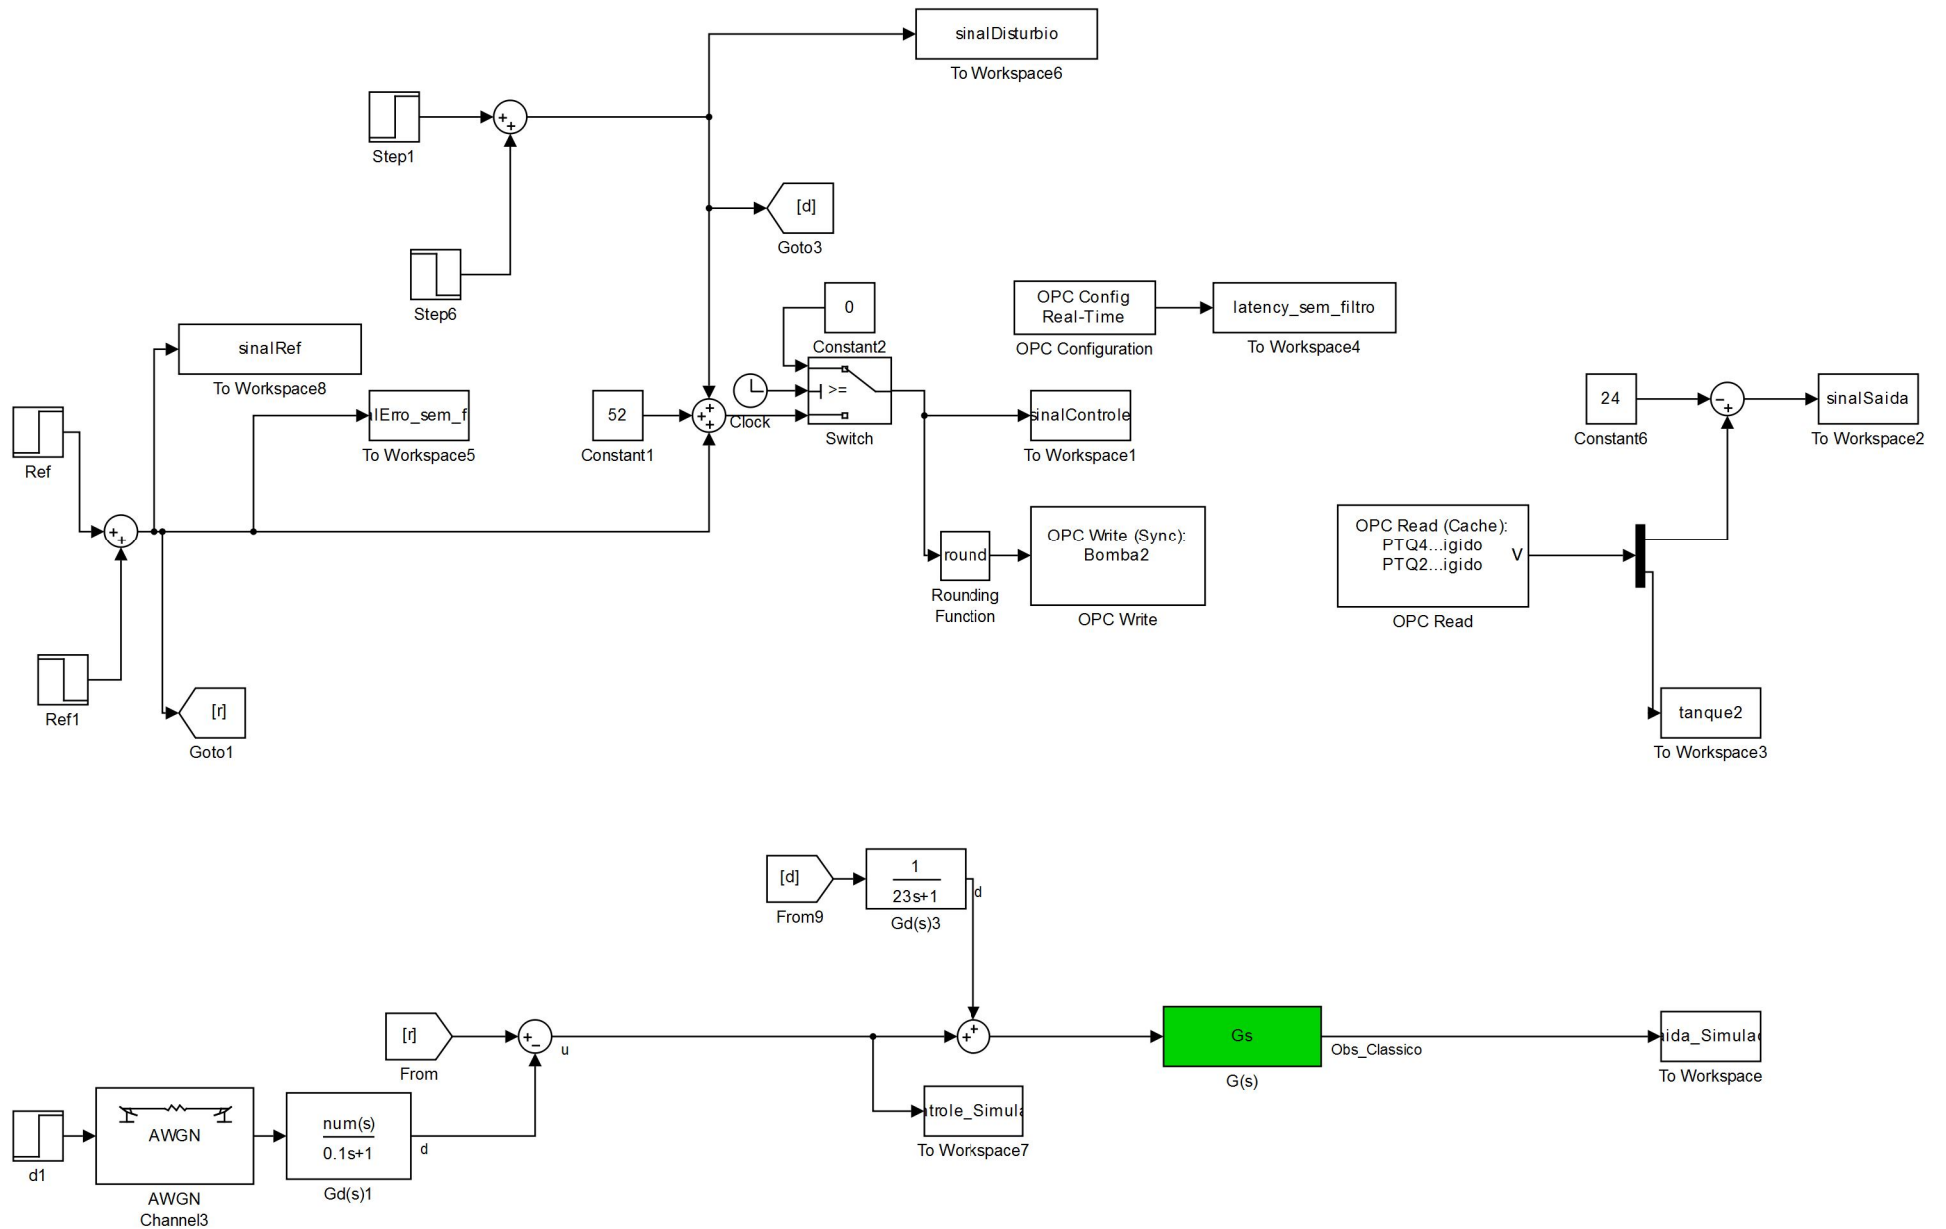 sinalDisturbio
To Workspace6
Step1
[d]
Goto3
Step6
0
Constant2
OPC Config
Real-Time
OPC Configuration
latency_sem_filtro
To Workspace4
sinalRef
To Workspace8
lErro_sem_f
To Workspace5
Ref
52
Constant1
Clock
>=
Switch
sinalControle
To Workspace1
24
Constant6
sinalSaida
To Workspace2
round
Rounding
Function
OPC Write (Sync):
Bomba2
OPC Write
OPC Read (Cache):
PTQ4...igido
PTQ2...igido
V
OPC Read
Ref1
[r]
Goto1
tanque2
To Workspace3
[d]
From9
1
23s+1
d
Gd(s)3
[r]
From
u
Gs
G(s)
Obs_Classico
ida_Simula
To Workspace
trole_Simula
To Workspace7
d1
AWGN
AWGN
Channel3
num(s)
0.1s+1
d
Gd(s)1